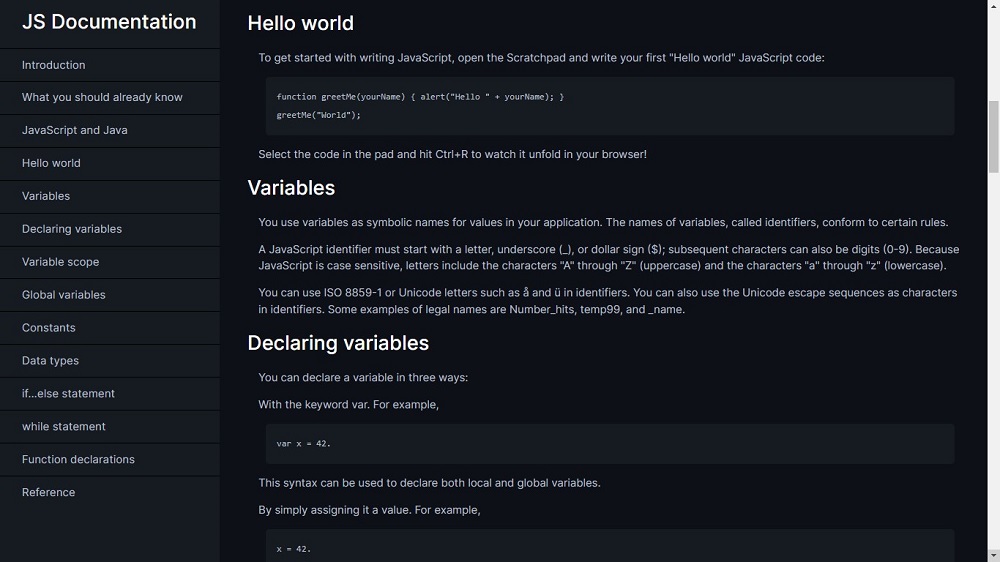 JS Documentation
Introduction
What you should already know
JavaScript and Java
Hello world
Variables
Declaring variables
Variable scope
Global variables
Constants
Data types
if...else statement
while statement
Function declarations
Reference
Hello world
To get started with writing JavaScript, open the Scratchpad and write your first "Hello world" JavaScript code:
function greetMe(yourName) { alert("Hello " + yourName); }
greetMe("World");
Select the code in the pad and hit Ctrl+R to watch it unfold in your browser!
Variables
You use variables as symbolic names for values in your application. The names of variables, called identifiers, conform to certain rules.
A JavaScript identifier must start with a letter, underscore (_), or dollar sign ($); subsequent characters can also be digits (0-9). Because
JavaScript is case sensitive, letters include the characters "A" through "Z" (uppercase) and the characters "a" through "z" (lowercase).
You can use ISO 8859-1 or Unicode letters such as å and ü in identifiers. You can also use the Unicode escape sequences as characters
in identifiers. Some examples of legal names are Number_hits, temp99, and _name.
Declaring variables
You can declare a variable in three ways:
With the keyword var. For example,
var x = 42.
This syntax can be used to declare both local and global variables.
By simply assigning it a value. For example,
x = 42.